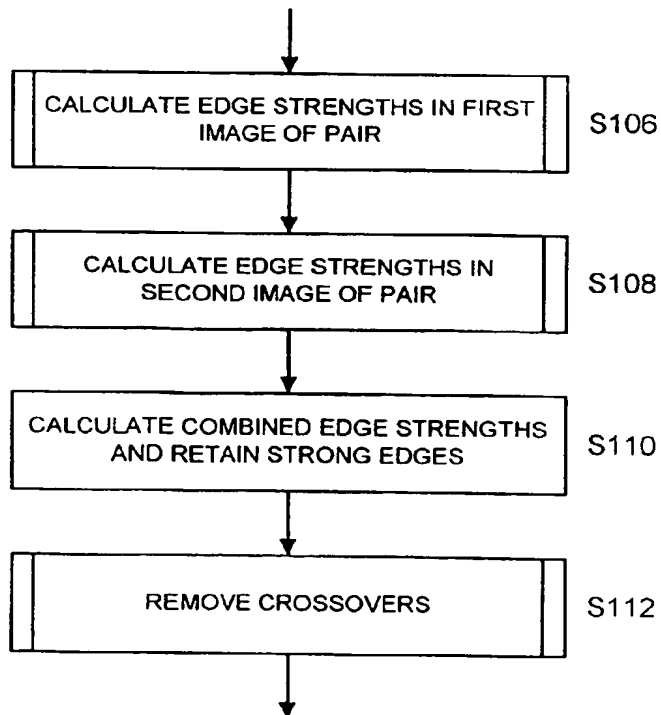 CALCULATE EDGE STRENGTHS IN FIRST
IMAGE OF PAIR
S106
CALCULATE EDGE STRENGTHS IN
SECOND IMAGE OF PAIR
S108
CALCULATE COMBINED EDGE STRENGTHS
AND RETAIN STRONG EDGES
S110
REMOVE CROSSOVERS
S112